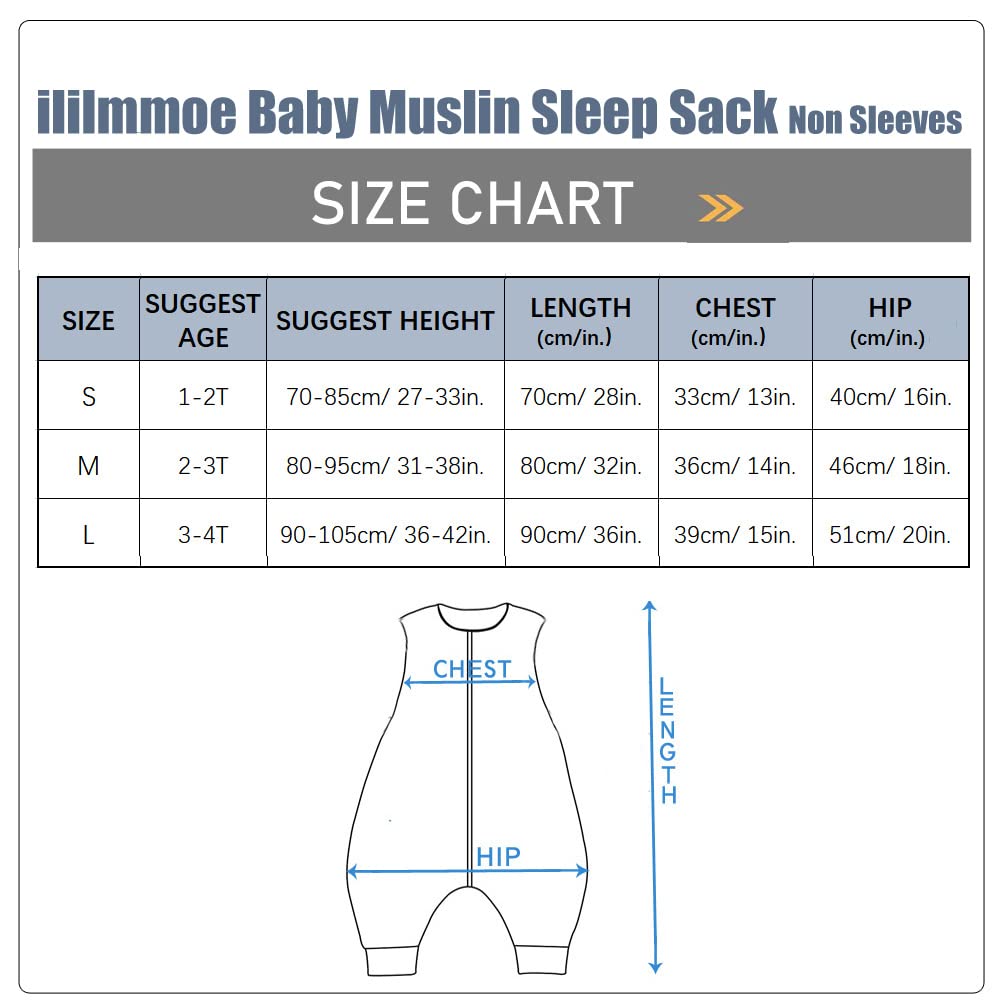 ililmmoe Baby Muslin Sleep Sack Non Sleeves
SIZE CHART
SIZE SUGGEST AGE SUGGEST HEIGHT LENGTH (cm/in.) CHEST (cm/in.) HIP (cm/in.)
S 1-2T 70-85cm/ 27-33in. 70cm/ 28in. 33cm/ 13in. 40cm/ 16in.
M 2-3T 80-95cm/ 31-38in. 80cm/ 32in. 36cm/ 14in. 46cm/ 18in.
L 3-4T 90-105cm/ 36-42in. 90cm/ 36in. 39cm/ 15in. 51cm/ 20in.
CHEST
LENGTH
HIP